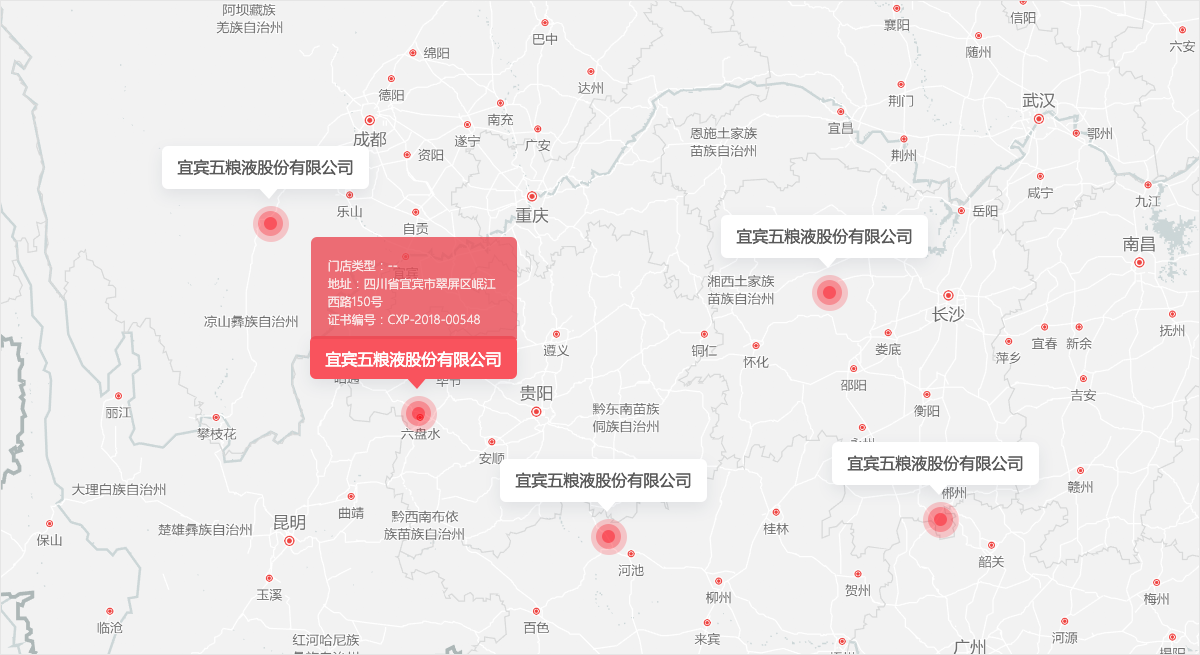 阿坝藏族
羌族自治州
绵阳
巴中
襄阳
信阳
随州
六安
德阳
达州
荆门
武汉
成都
南充
遂宁
广安
宜昌
鄂州
恩施土家族
苗族自治州
荆州
资阳
宜宾五粮液股份有限公司
咸宁
九江
乐山
重庆
自贡
岳阳
宜宾五粮液股份有限公司
南昌
门店类型：--
地址：四川省宜宾市翠屏区岷江
西路150号
证书编号：CXP-2018-00548
宜宾五粮液股份有限公司
湘西土家族
苗族自治州
长沙
凉山彝族自治州
遵义
铜仁
怀化
娄底
萍乡
宜春
新余
抚州
邵阳
吉安
贵阳
衡阳
丽江
攀枝花
六盘水
黔东南苗族
侗族自治州
安顺
宜宾五粮液股份有限公司
宜宾五粮液股份有限公司
郴州
赣州
大理白族自治州
曲靖
昆明
楚雄彝族自治州
黔西南布依
族苗族自治州
桂林
保山
河池
韶关
玉溪
柳州
贺州
梅州
临沧
百色
来宾
河源
红河哈尼族
广州